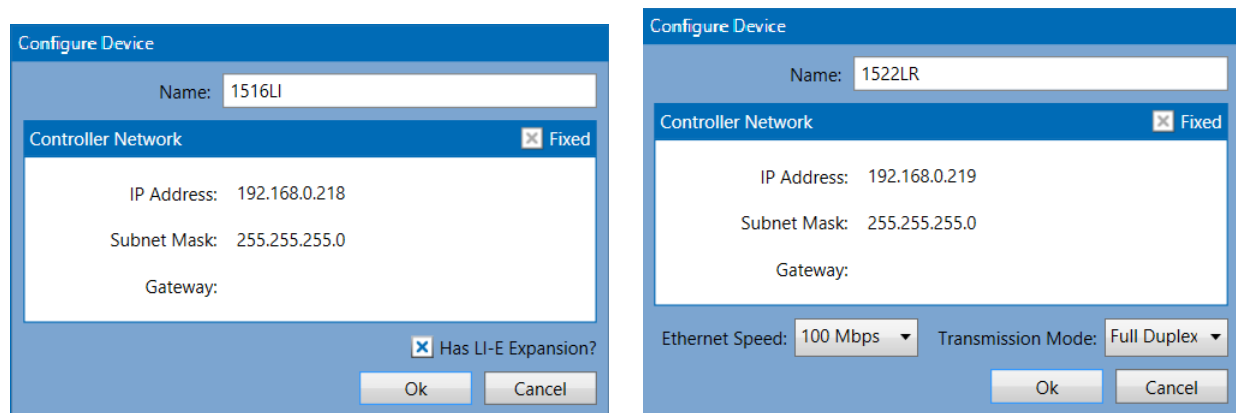 Configure Device
Name: 1516LI
Controller Network Fixed
IP Address: 192.168.0.218
Subnet Mask: 255.255.255.0
Gateway:
Has LI-E Expansion?
Ok Cancel
Configure Device
Name: 1522LR
Controller Network Fixed
IP Address: 192.168.0.219
Subnet Mask: 255.255.255.0
Gateway:
Ethernet Speed: 100 Mbps Transmission Mode: Full Duplex
Ok Cancel